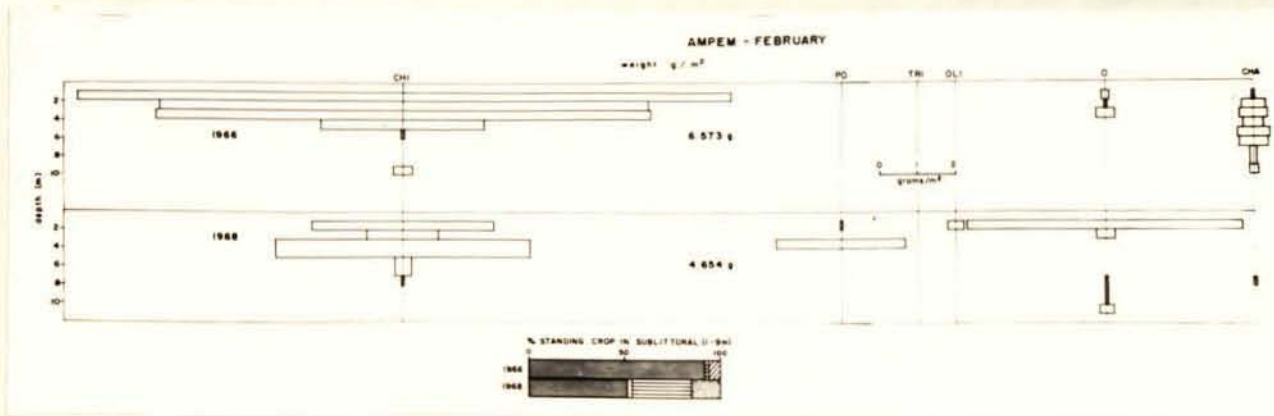 AMPEM - FEBRUARY
weight g/m²
CHI PO TRI OLI O CHA
2
4
1966
6 6.573 g
8
10
0 1 2
grams/m²
depth (m)
2
1968
4
4.654 g
6
8
10
% STANDING CROP IN SUBLITTORAL (1-9m)
0 50 100
1966
1968